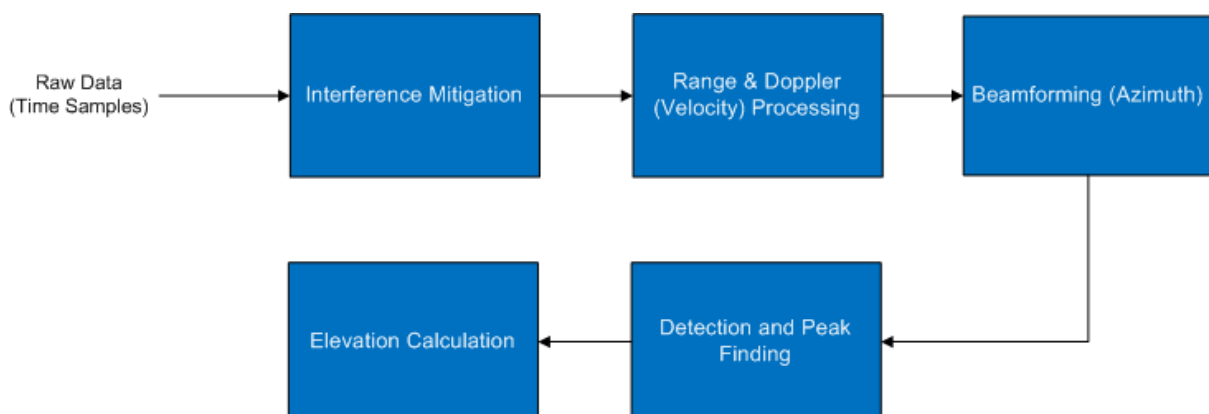 Raw Data
(Time Samples)
Interference Mitigation
Range & Doppler
(Velocity) Processing
Beamforming (Azimuth)
Detection and Peak
Finding
Elevation Calculation